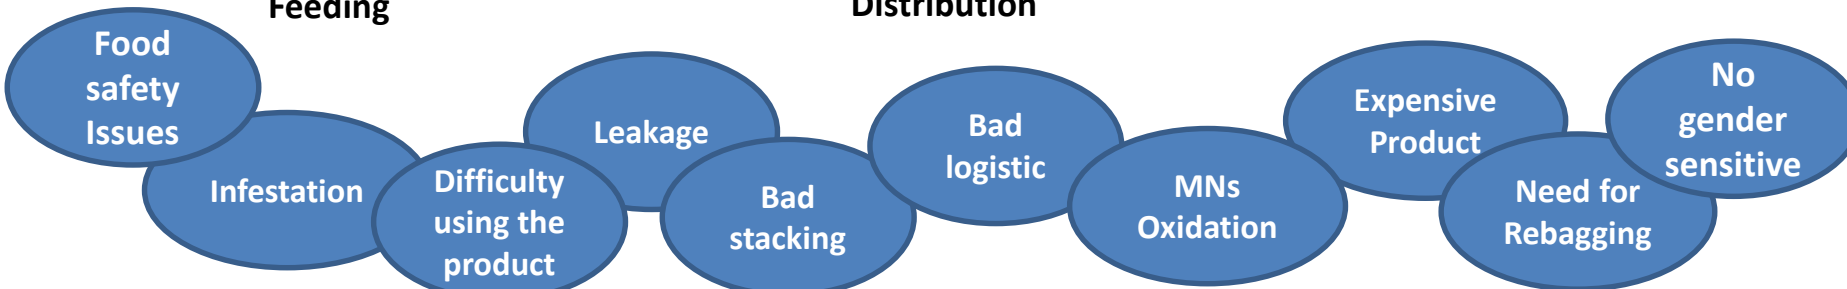 Feeding
Distribution
Food
safety
Issues
Infestation
Difficulty
using the
product
Leakage
Bad
stacking
Bad
logistic
MNs
Oxidation
Expensive
Product
Need for
Rebagging
No
gender
sensitive